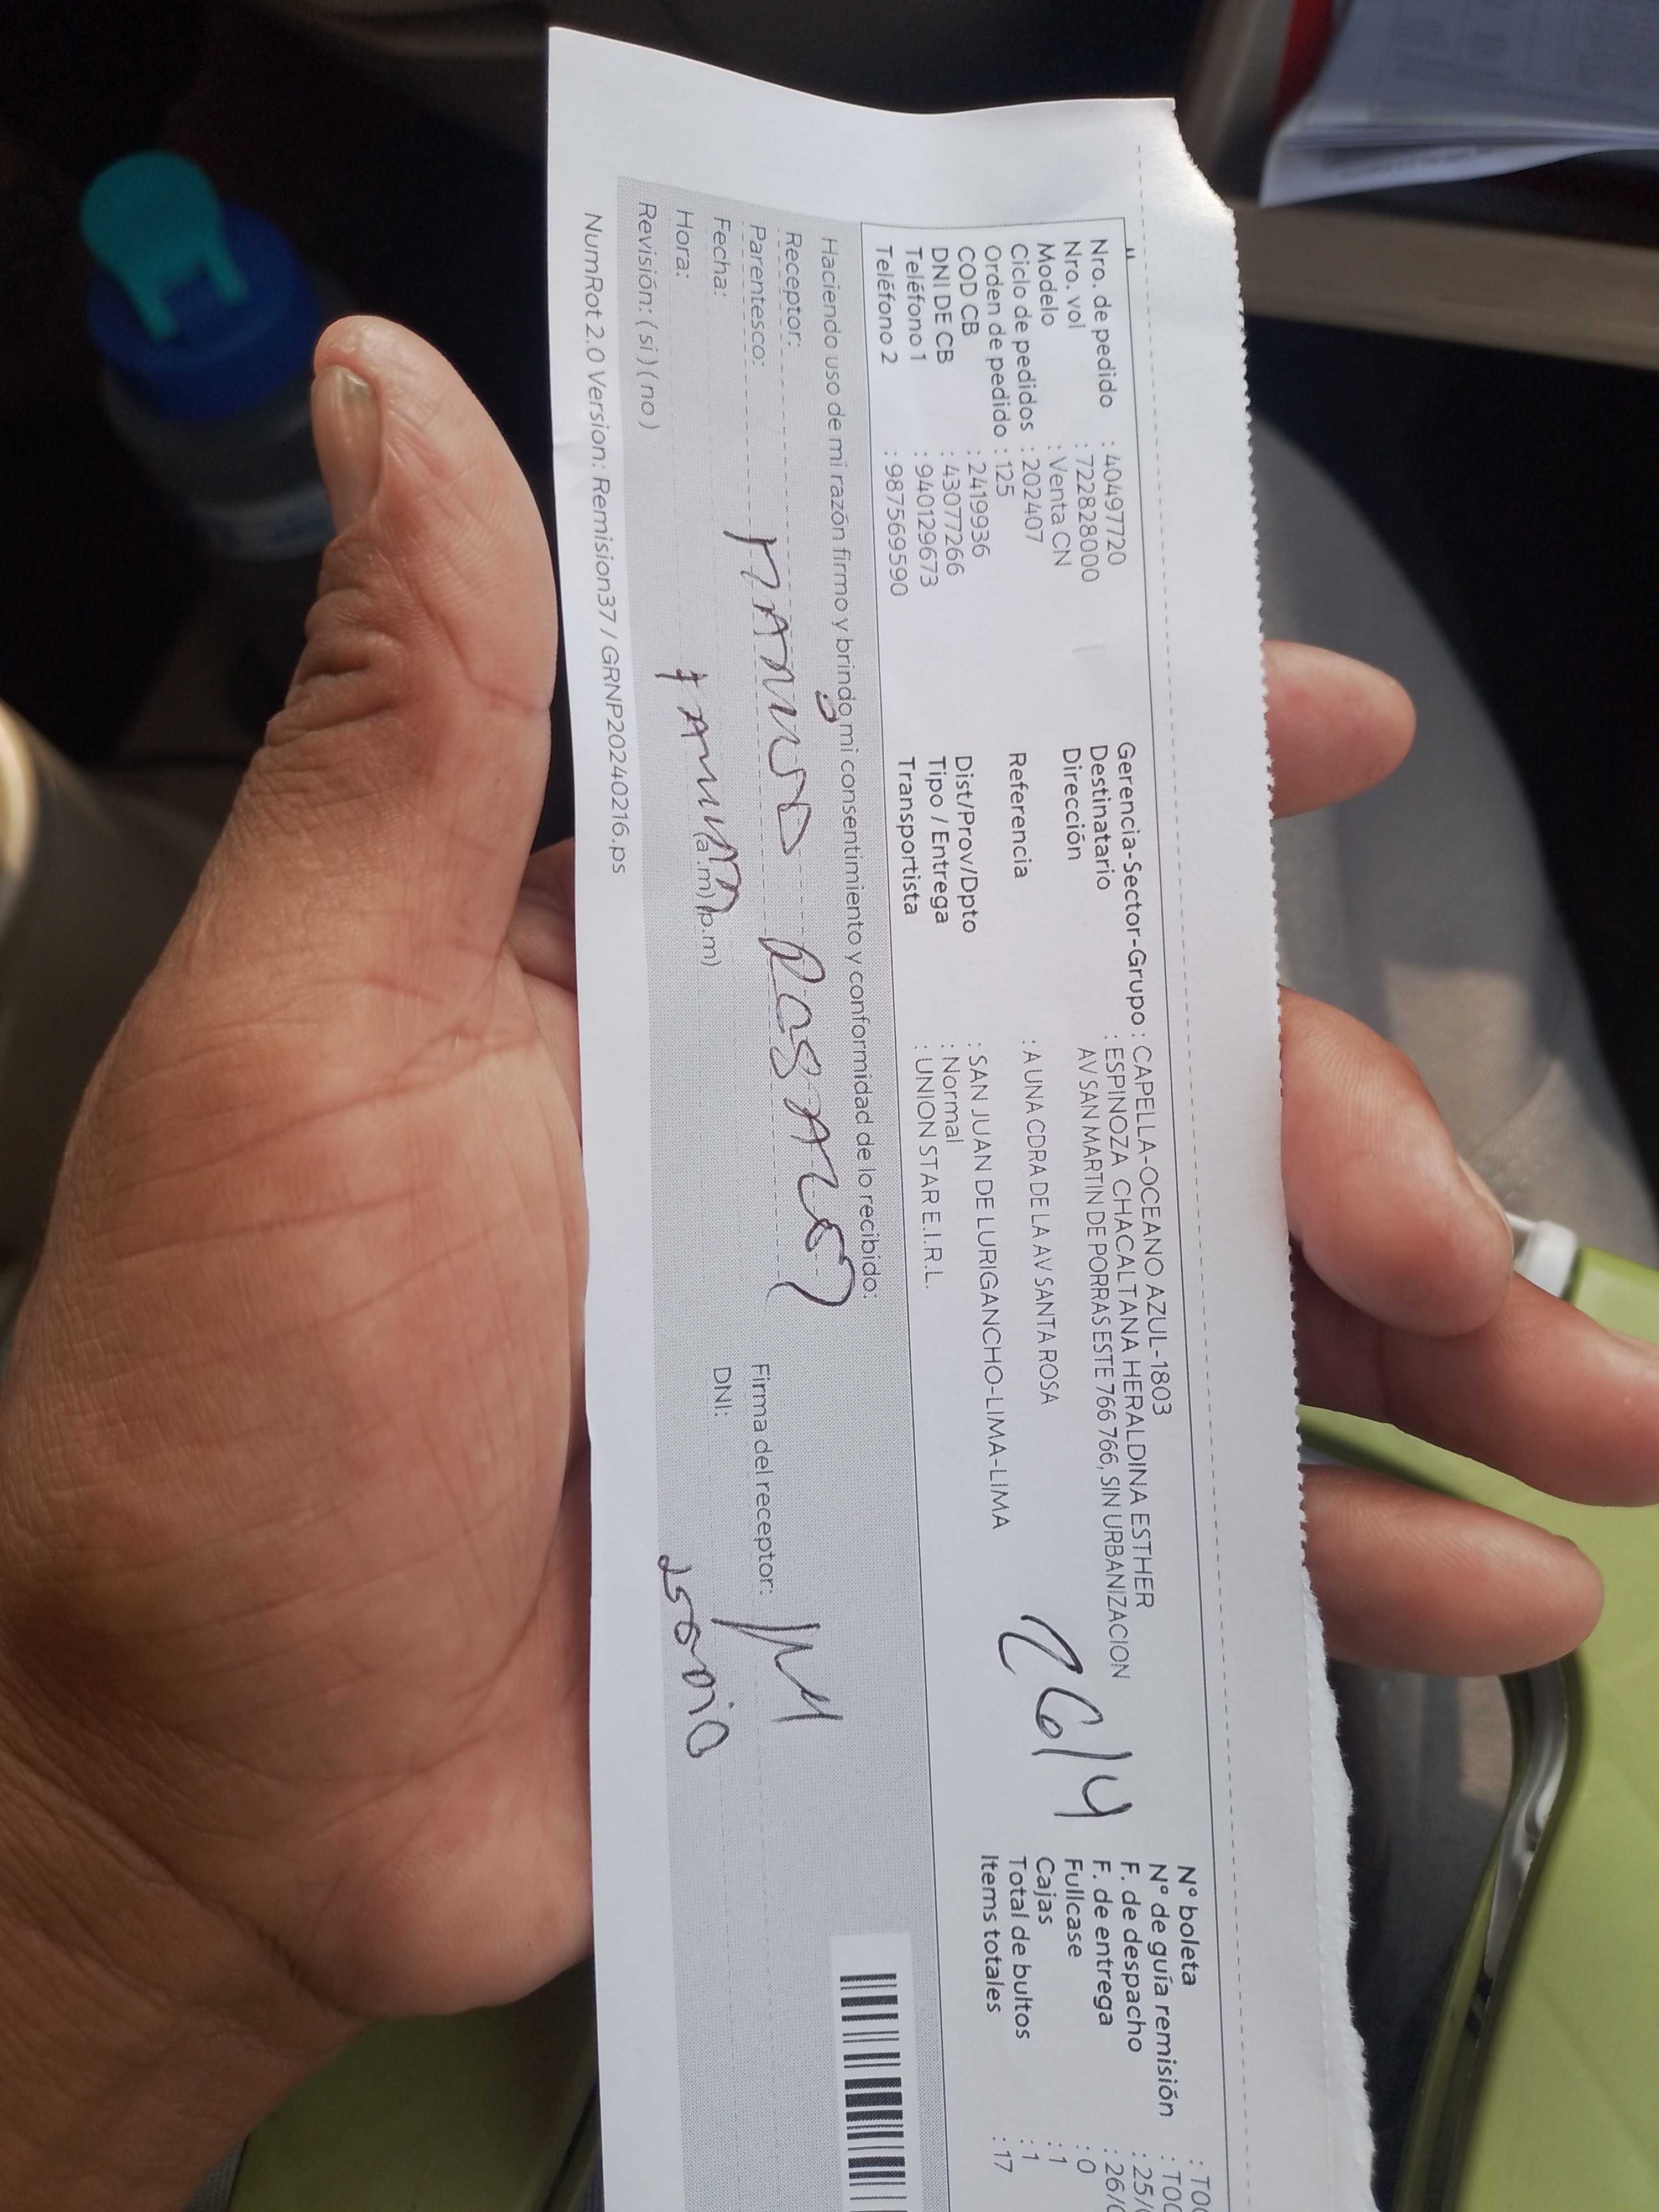 Nro. de pedido : 40497720
Nro. vol : 722828000
Modelo : Venta CN
Ciclo de pedidos : 202407
Orden de pedido : 125
COD CB : 2419936
DNI DE CB : 43077266
Teléfono 1 : 940129673
Teléfono 2 : 987569590
Gerencia-Sector-Grupo : CAPELLA-OCEANO AZUL-1803
Destinatario : ESPINOZA CHACALTANA HERALDINA ESTHER
Dirección AV SAN MARTIN DE PORRAS ESTE 766 766, SIN URBANIZACION
Referencia : A UNA CDRA DE LA AV SANTA ROSA
Dist/Prov/Dpto : SAN JUAN DE LURIGANCHO-LIMA-LIMA
Tipo / Entrega : Normal
Transportista : UNION STAR E.I.R.L.
26/4
N° boleta : T00
N° de guía remisión : T00
F. de despacho : 25/
F. de entrega : 26/
Fullcase : 0
Cajas : 1
Total de bultos : 1
Items totales : 17
Haciendo uso de mi razón firmo y brindo mi consentimiento y conformidad de lo recibido:
Receptor:
Parentesco:
Fecha:
Hora: (a.m) (p.m)
Revisión: ( si ) ( no )
Firma del receptor:
DNI:
NumRot 2.0 Version: Remision37 / GRNP20240216.ps